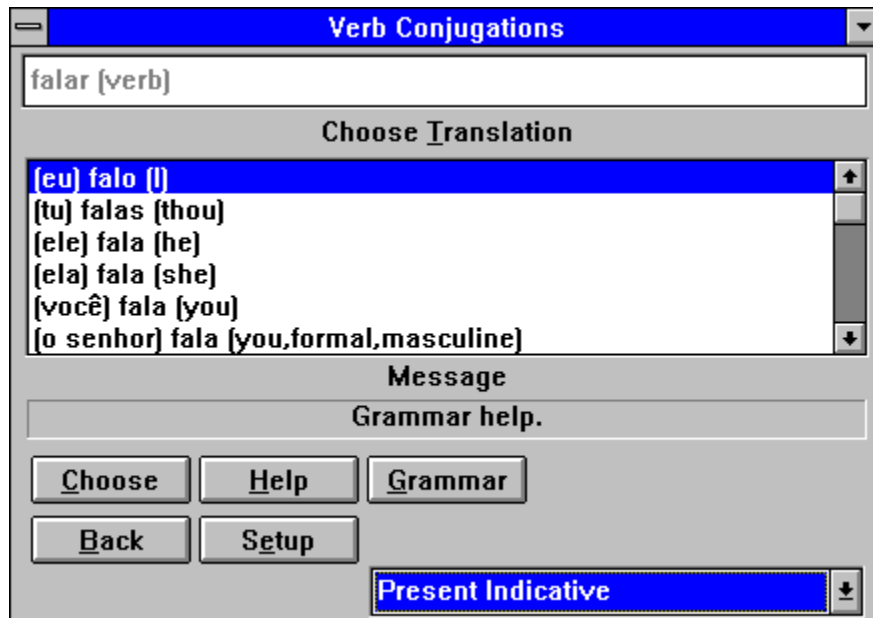 Verb Conjugations
falar (verb)
Choose Translation
(eu) falo (I)
(tu) falas (thou)
(ele) fala (he)
(ela) fala (she)
(você) fala (you)
(o senhor) fala (you,formal,masculine)
Message
Grammar help.
Choose Help Grammar
Back Setup
Present Indicative